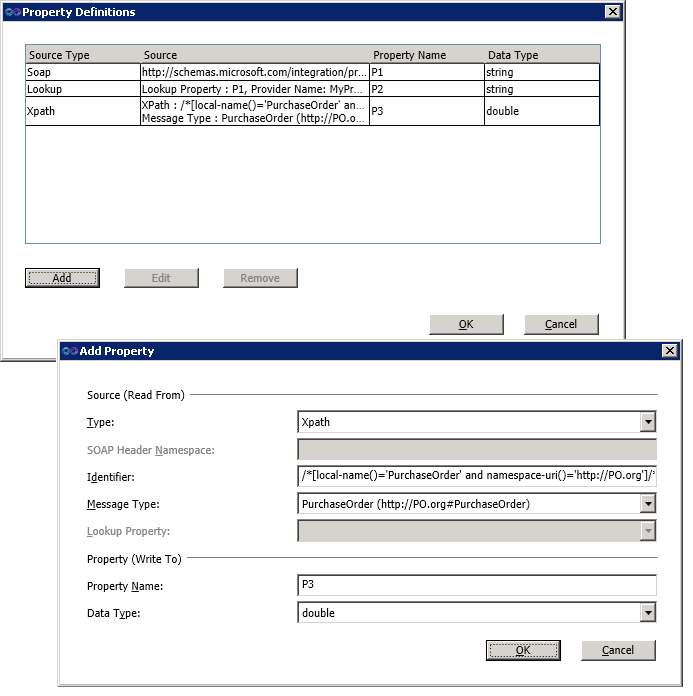 Property Definitions
Source Type Source Property Name Data Type
Soap http://schemas.microsoft.com/integration/pr... P1 string
Lookup Lookup Property : P1, Provider Name: MyPr... P2 string
Xpath XPath : /*[local-name()='PurchaseOrder' an... P3 double
Message Type : PurchaseOrder (http://PO.o...
Add Edit Remove
OK Cancel
Add Property
Source (Read From)
Type: Xpath
SOAP Header Namespace:
Identifier: /*[local-name()='PurchaseOrder' and namespace-uri()='http://PO.org']/*
Message Type: PurchaseOrder (http://PO.org#PurchaseOrder)
Lookup Property:
Property (Write To)
Property Name: P3
Data Type: double
OK Cancel